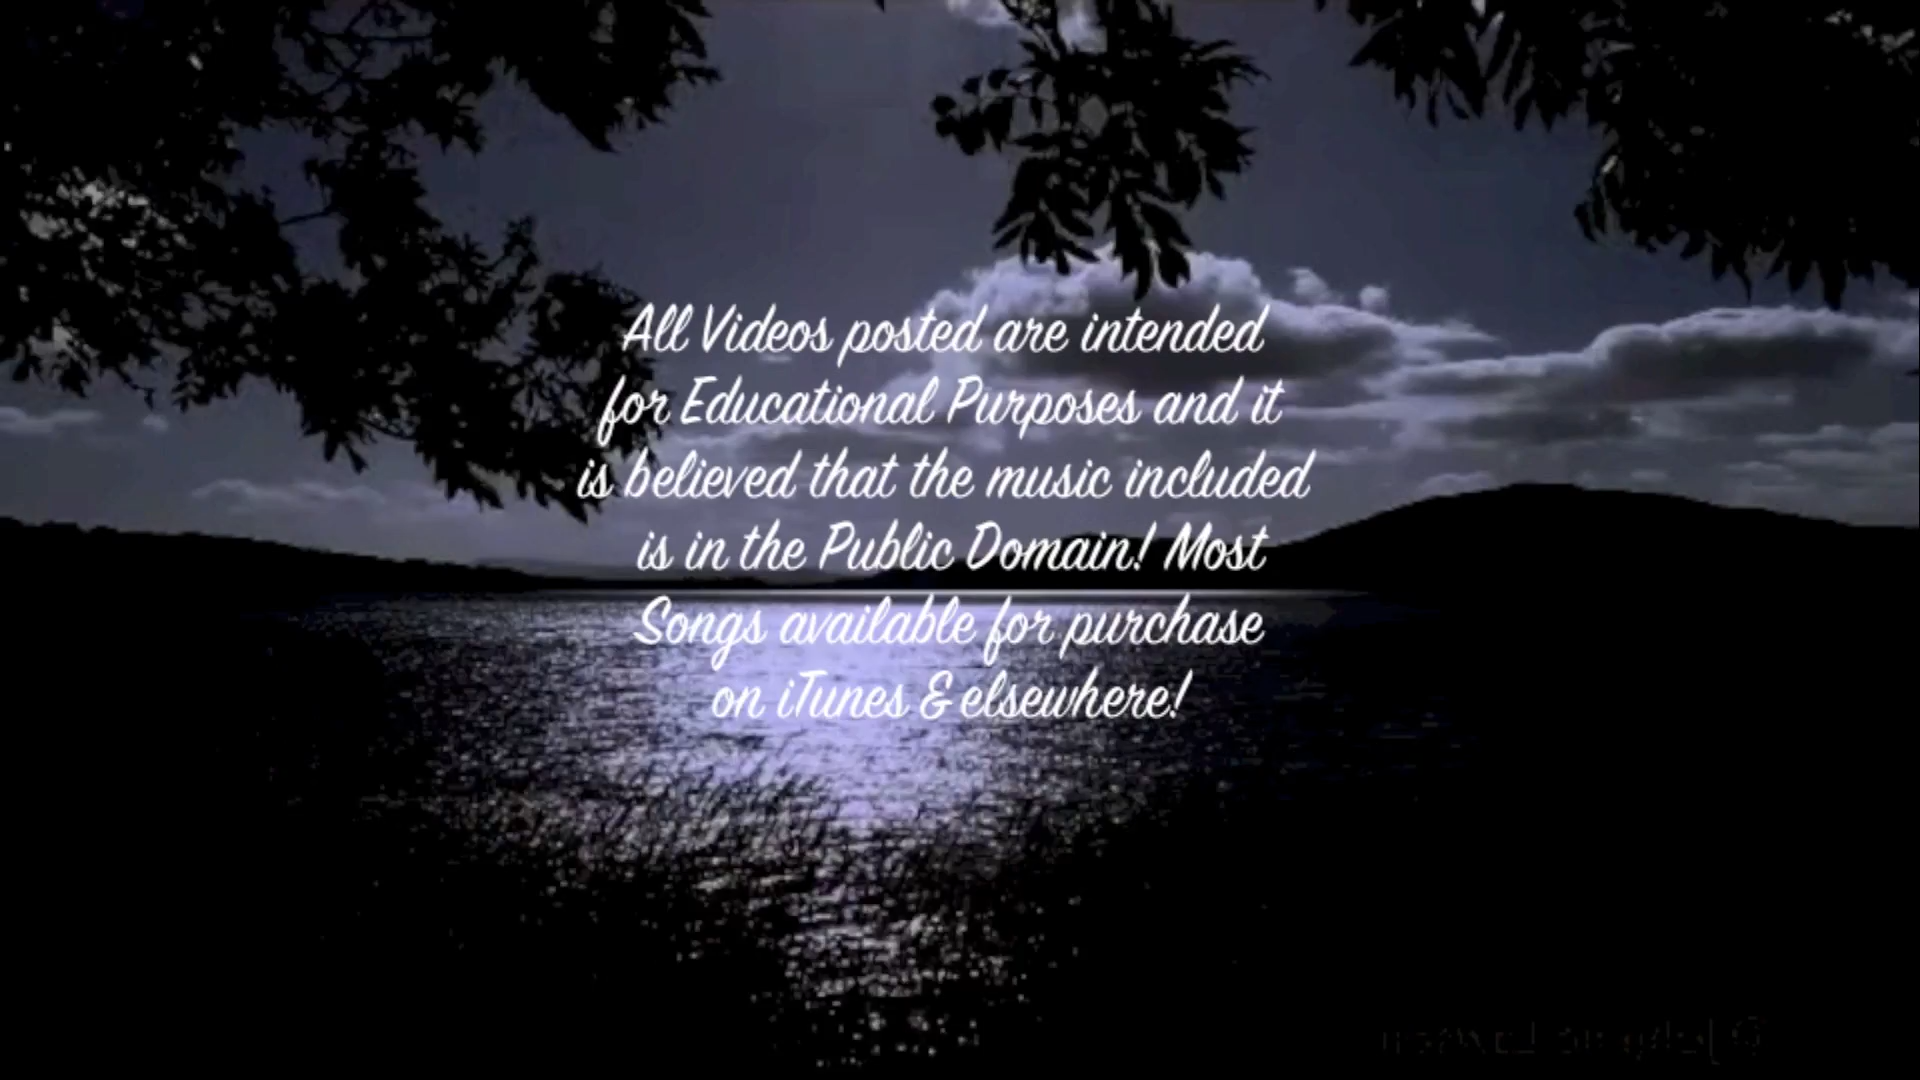 All Videos posted are intended
for Educational Purposes and it
is believed that the music included
is in the Public Domain! Most
Songs available for purchase
on iTunes & elsewhere!